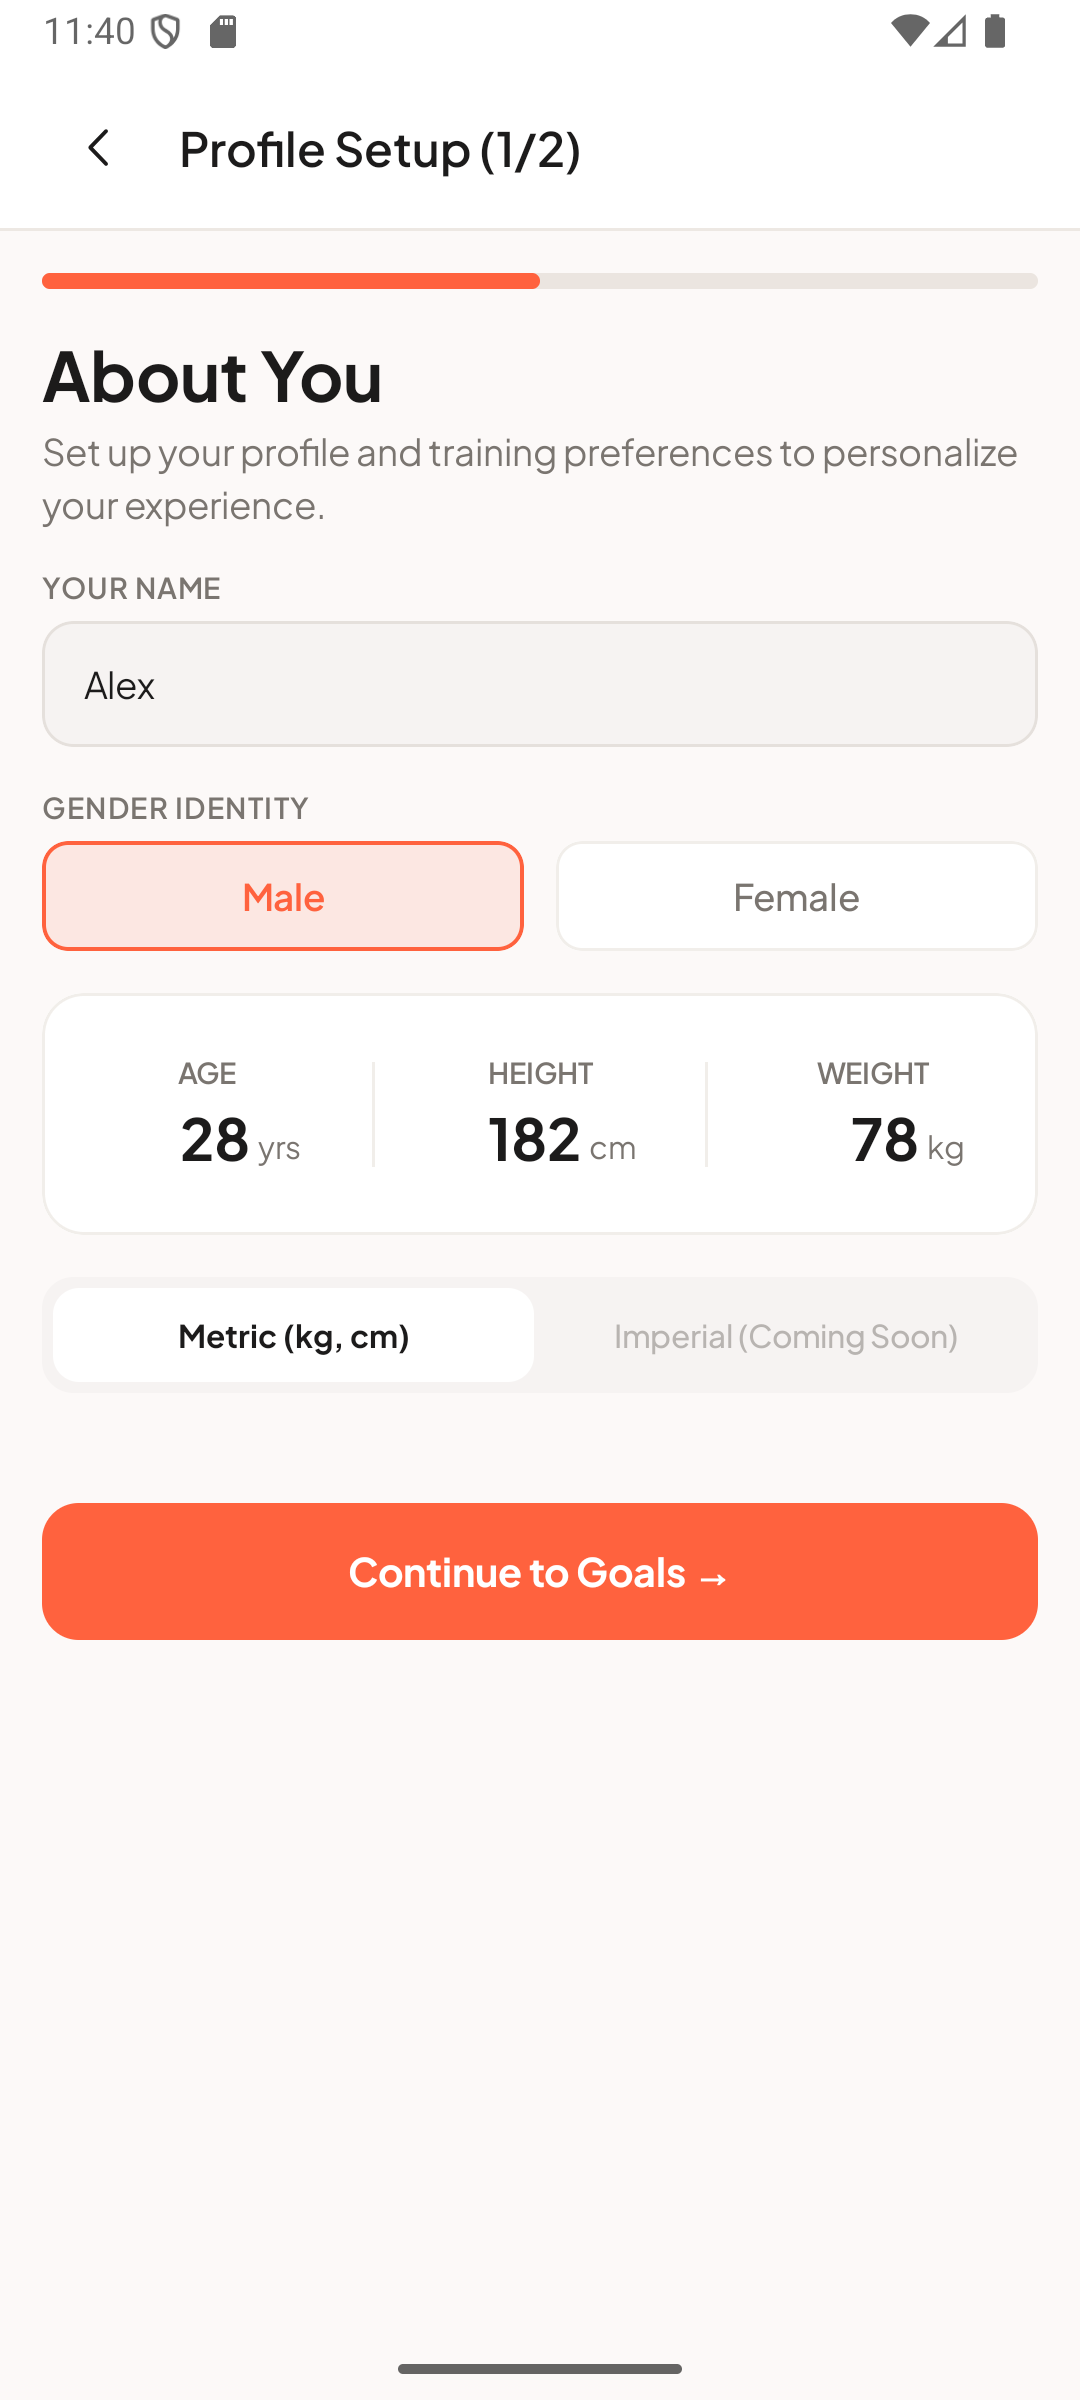 11:40
Profile Setup (1/2)
About You
Set up your profile and training preferences to personalize
your experience.
YOUR NAME
Alex
GENDER IDENTITY
Male Female
AGE HEIGHT WEIGHT
28 yrs 182 cm 78 kg
Metric (kg, cm) Imperial (Coming Soon)
Continue to Goals →